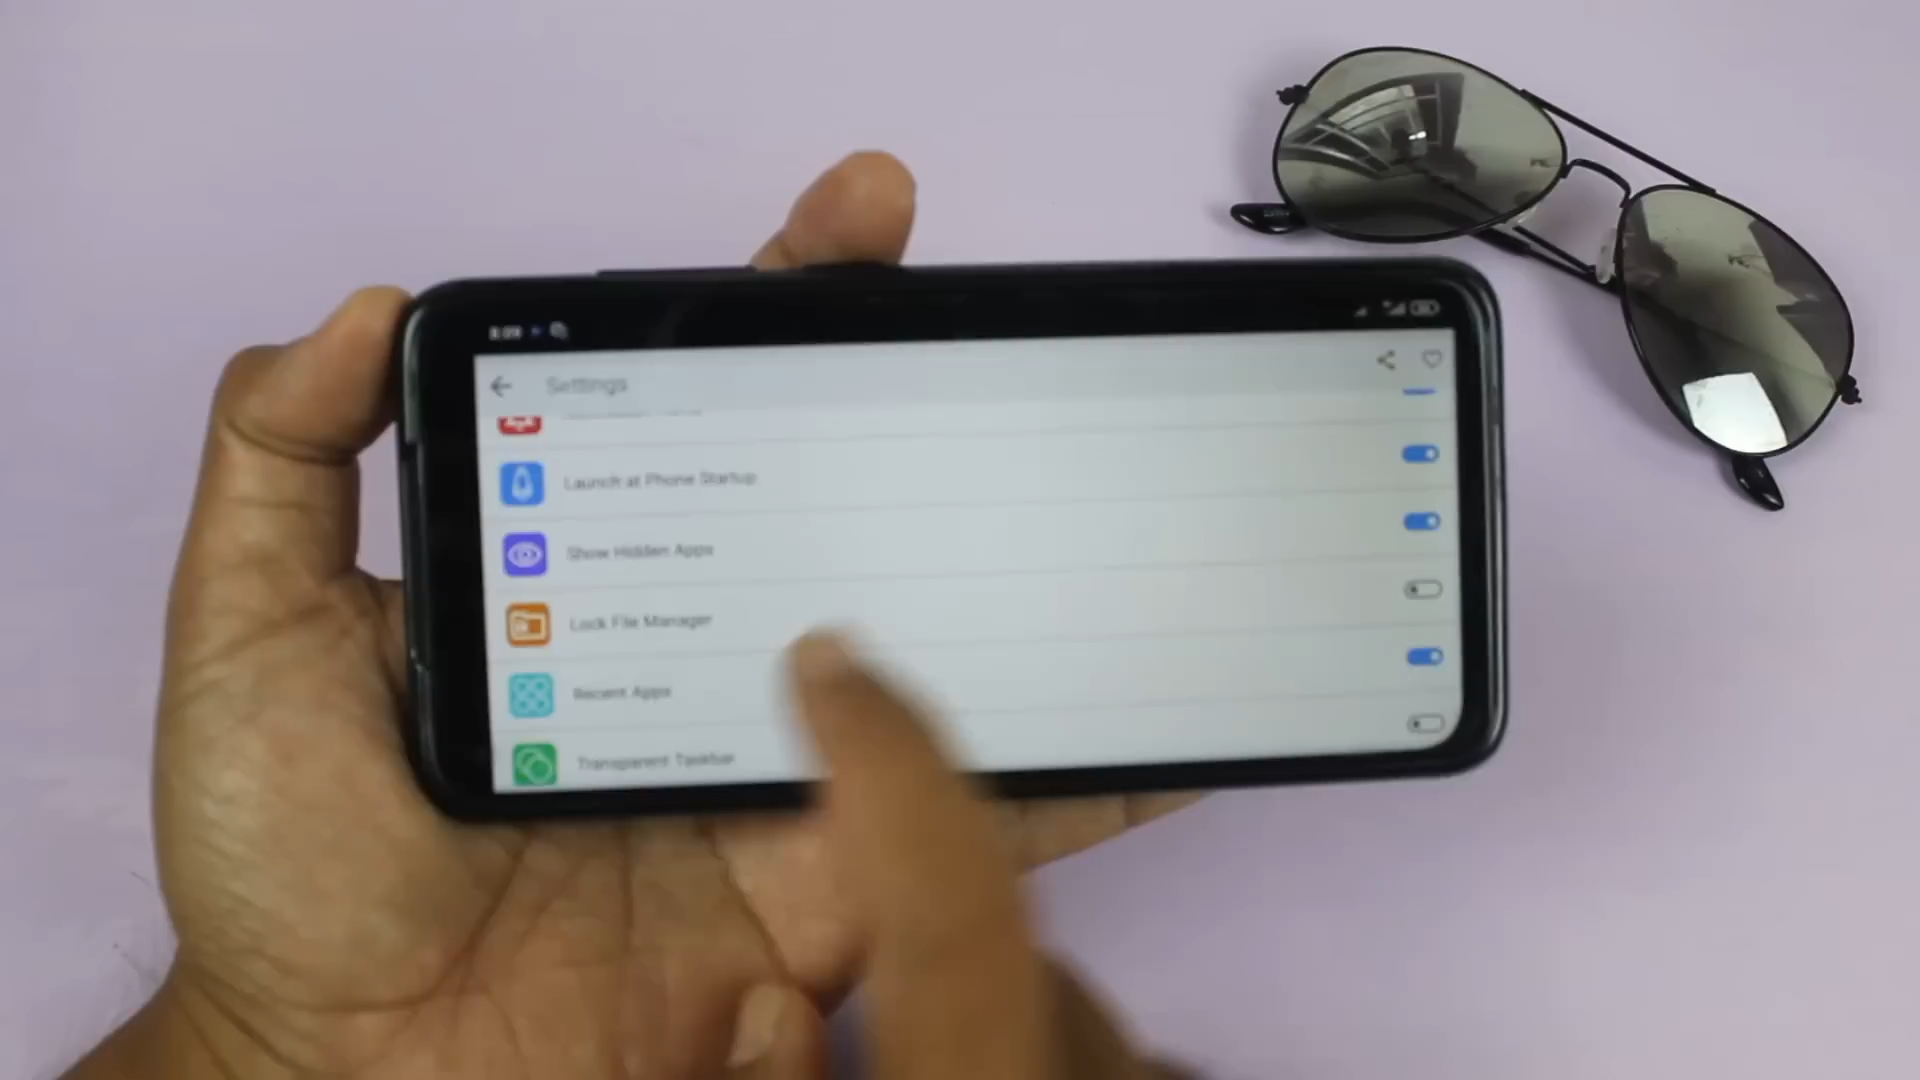 Settings
Launch at Phone Startup
Show Hidden Apps
Lock File Manager
Recent Apps
Transparent Taskbar